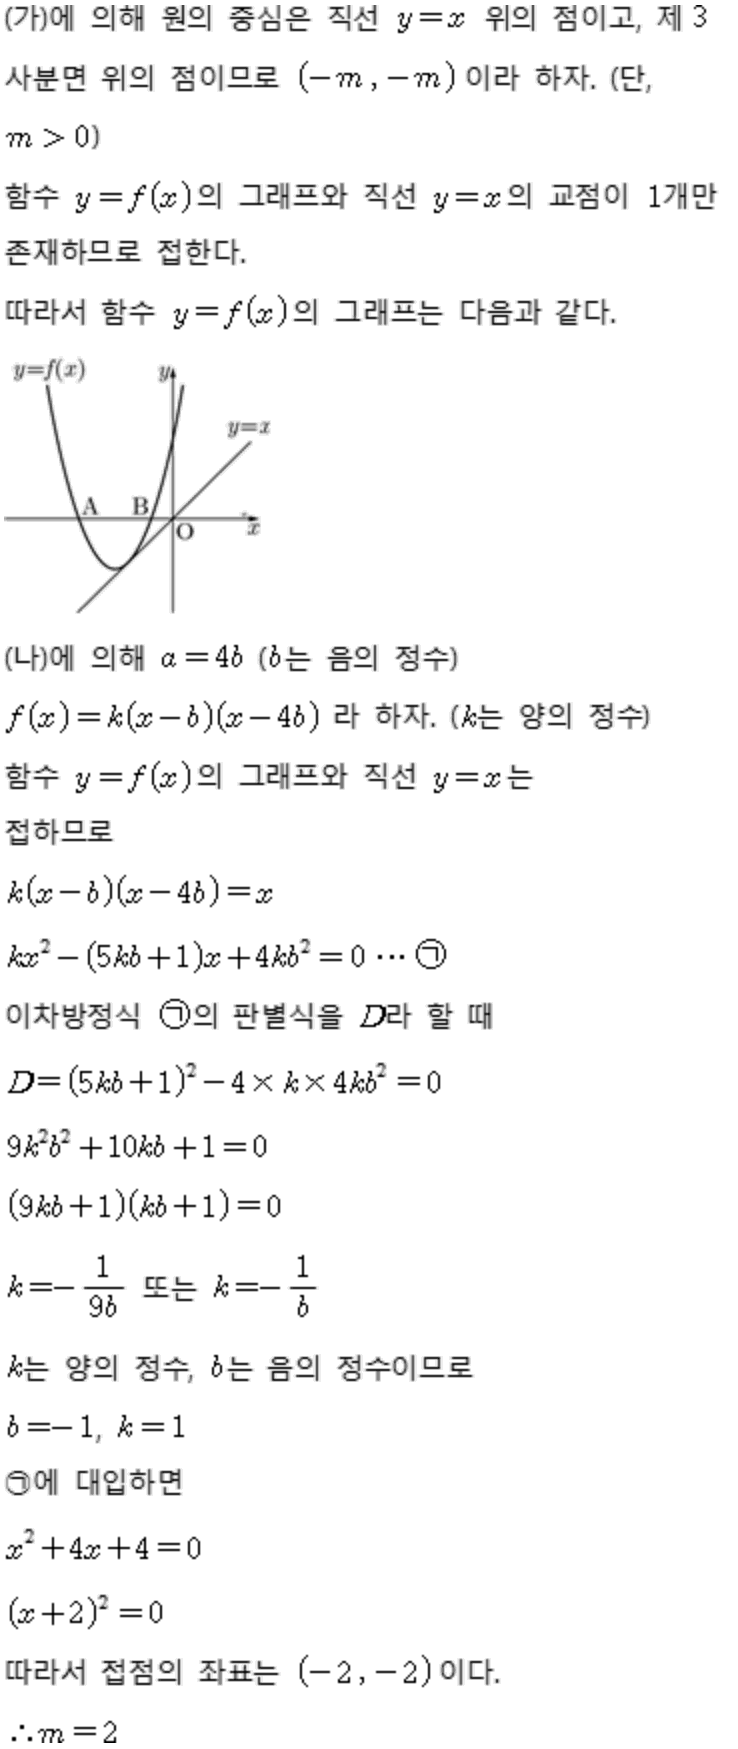 (가)에 의해 원의 중심은 직선 y=x 위의 점이고, 제 3
사분면 위의 점이므로 (-m, -m)이라 하자. (단,
m > 0)
함수 y=f(x)의 그래프와 직선 y=x의 교점이 1개만
존재하므로 접한다.
따라서 함수 y=f(x)의 그래프는 다음과 같다.
y=f(x) y
y=x
A B
O x
(나)에 의해 a=4b (b는 음의 정수)
f(x)=k(x-b)(x-4b) 라 하자. (k는 양의 정수)
함수 y=f(x)의 그래프와 직선 y=x는
접하므로
k(x-b)(x-4b)=x
kx²-(5kb+1)x+4kb²=0 ⋯ ㉠
이차방정식 ㉠의 판별식을 D라 할 때
D=(5kb+1)²-4×k×4kb²=0
9k²b²+10kb+1=0
(9kb+1)(kb+1)=0
k=-1/9b 또는 k=-1/b
k는 양의 정수, b는 음의 정수이므로
b=-1, k=1
㉠에 대입하면
x²+4x+4=0
(x+2)²=0
따라서 접점의 좌표는 (-2, -2)이다.
∴m=2